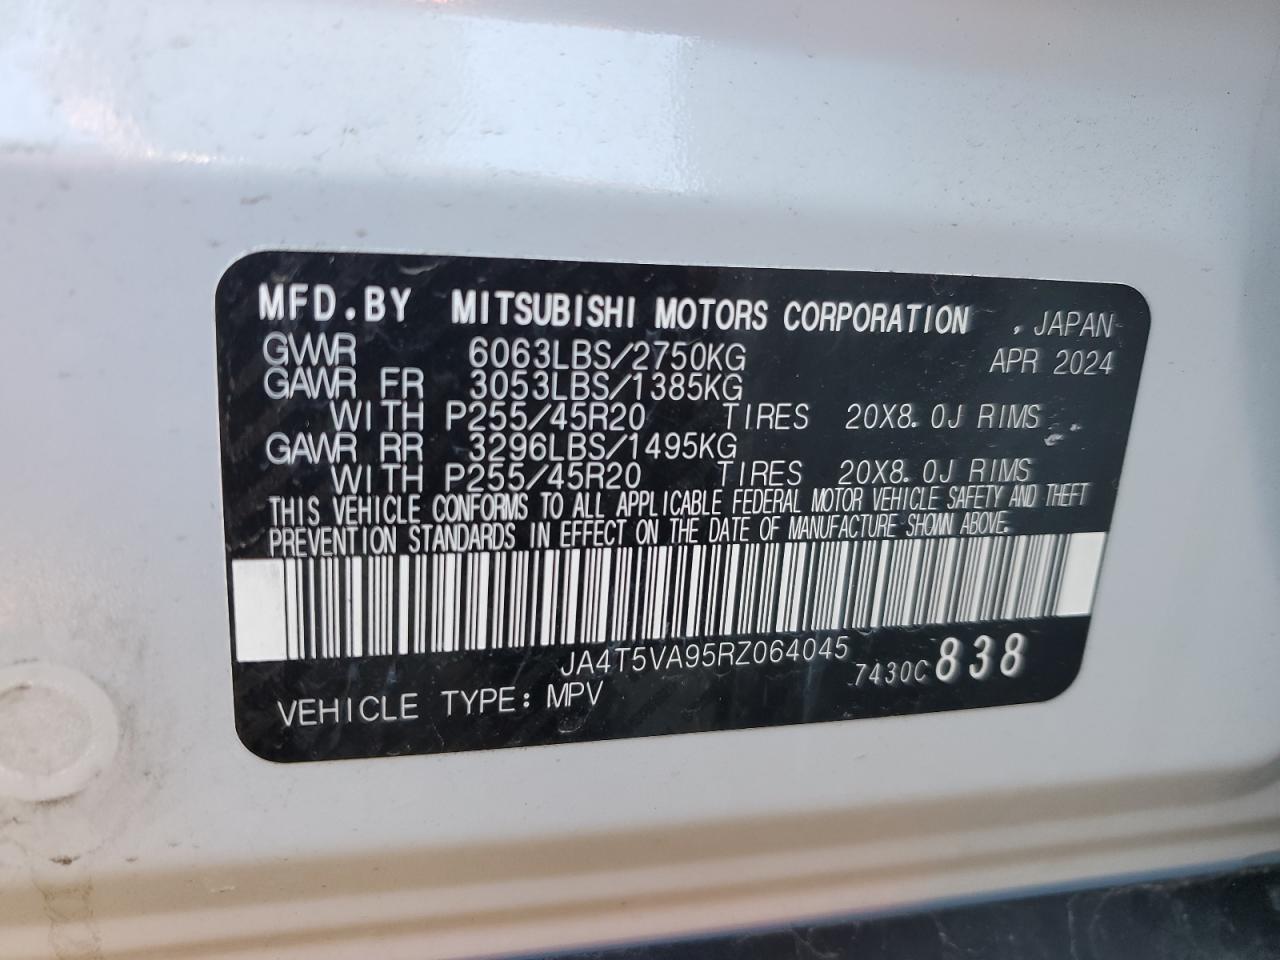 MFD.BY MITSUBISHI MOTORS CORPORATION , JAPAN
GVWR 6063LBS/2750KG APR 2024
GAWR FR 3053LBS/1385KG
WITH P255/45R20 TIRES 20X8.0J RIMS
GAWR RR 3296LBS/1495KG
WITH P255/45R20 TIRES 20X8.0J RIMS
THIS VEHICLE CONFORMS TO ALL APPLICABLE FEDERAL MOTOR VEHICLE SAFETY AND THEFT
PREVENTION STANDARDS IN EFFECT ON THE DATE OF MANUFACTURE SHOWN ABOVE.
JA4T5VA95RZ064045 7430C 838
VEHICLE TYPE: MPV